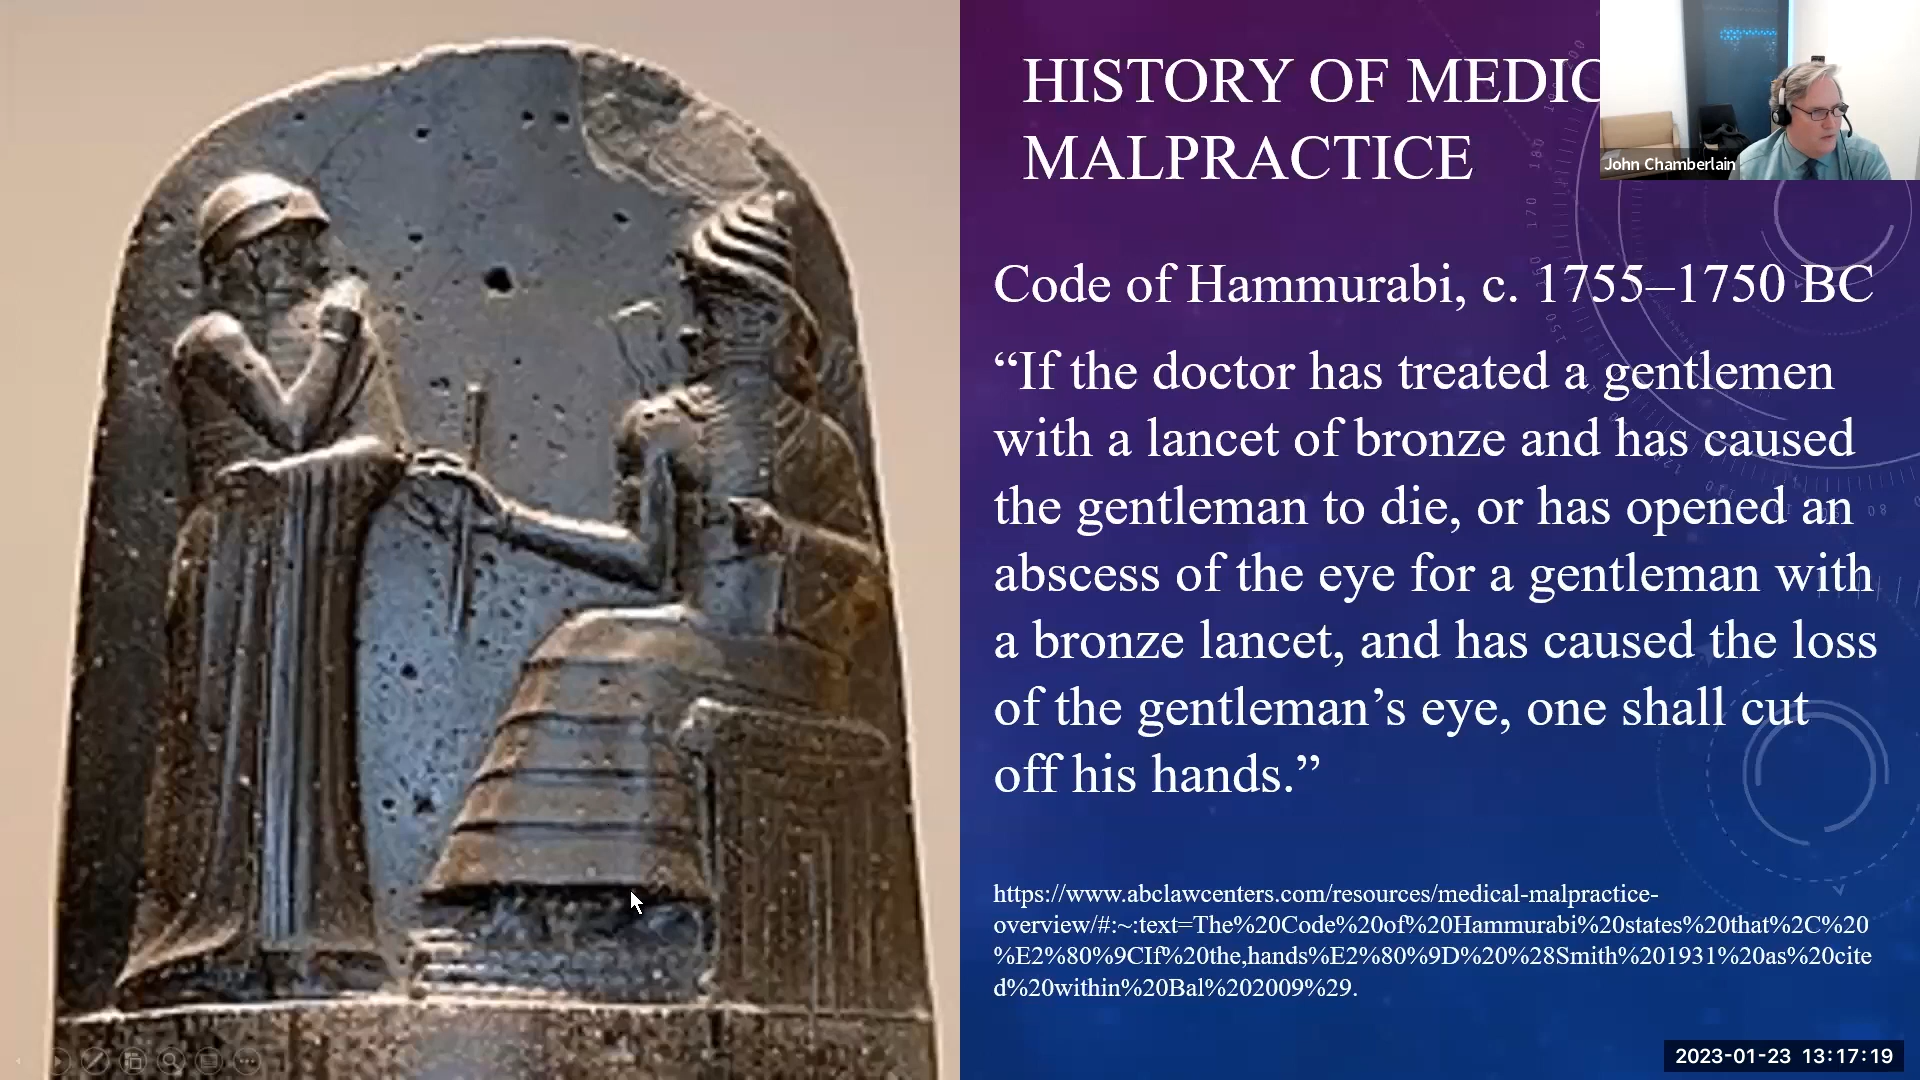 HISTORY OF MEDIC
MALPRACTICE
John Chamberlain
Code of Hammurabi, c. 1755–1750 BC
“If the doctor has treated a gentlemen
with a lancet of bronze and has caused
the gentleman to die, or has opened an
abscess of the eye for a gentleman with
a bronze lancet, and has caused the loss
of the gentleman’s eye, one shall cut
off his hands.”
https://www.abclawcenters.com/resources/medical-malpractice-
overview/#:~:text=The%20Code%20of%20Hammurabi%20states%20that%2C%20
%E2%80%9CIf%20the,hands%E2%80%9D%20%28Smith%201931%20as%20cite
d%20within%20Bal%202009%29.
2023-01-23 13:17:19